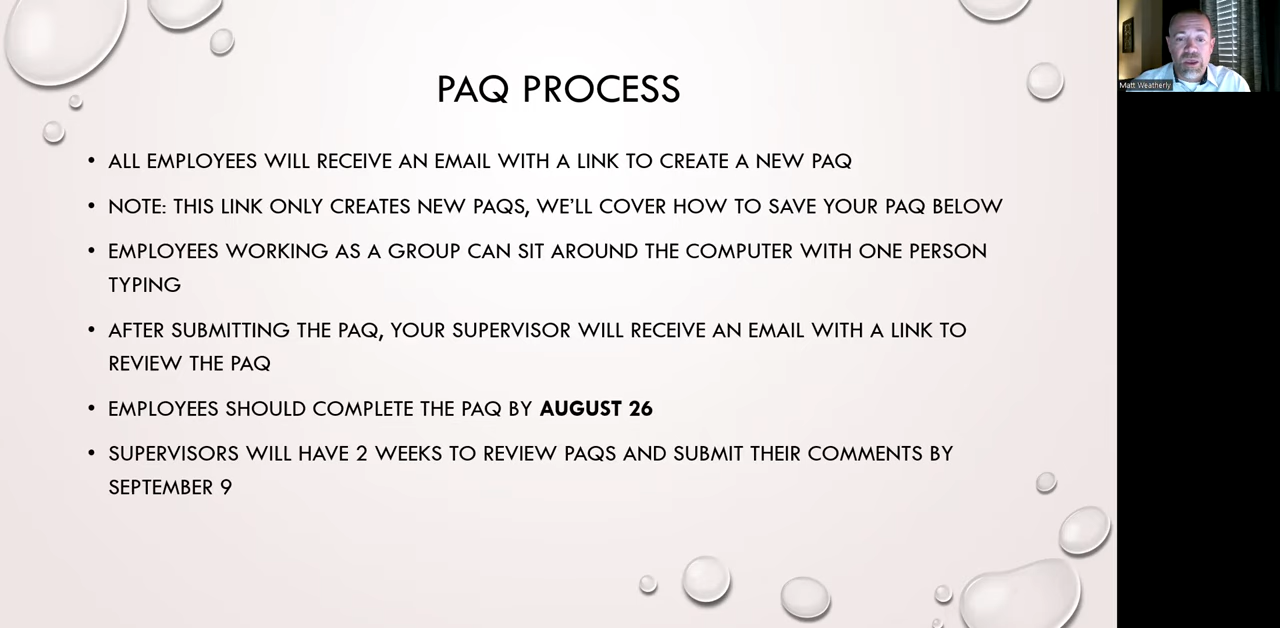 PAQ PROCESS
• ALL EMPLOYEES WILL RECEIVE AN EMAIL WITH A LINK TO CREATE A NEW PAQ
• NOTE: THIS LINK ONLY CREATES NEW PAQS, WE’LL COVER HOW TO SAVE YOUR PAQ BELOW
• EMPLOYEES WORKING AS A GROUP CAN SIT AROUND THE COMPUTER WITH ONE PERSON
TYPING
• AFTER SUBMITTING THE PAQ, YOUR SUPERVISOR WILL RECEIVE AN EMAIL WITH A LINK TO
REVIEW THE PAQ
• EMPLOYEES SHOULD COMPLETE THE PAQ BY AUGUST 26
• SUPERVISORS WILL HAVE 2 WEEKS TO REVIEW PAQS AND SUBMIT THEIR COMMENTS BY
SEPTEMBER 9
Matt Weatherly